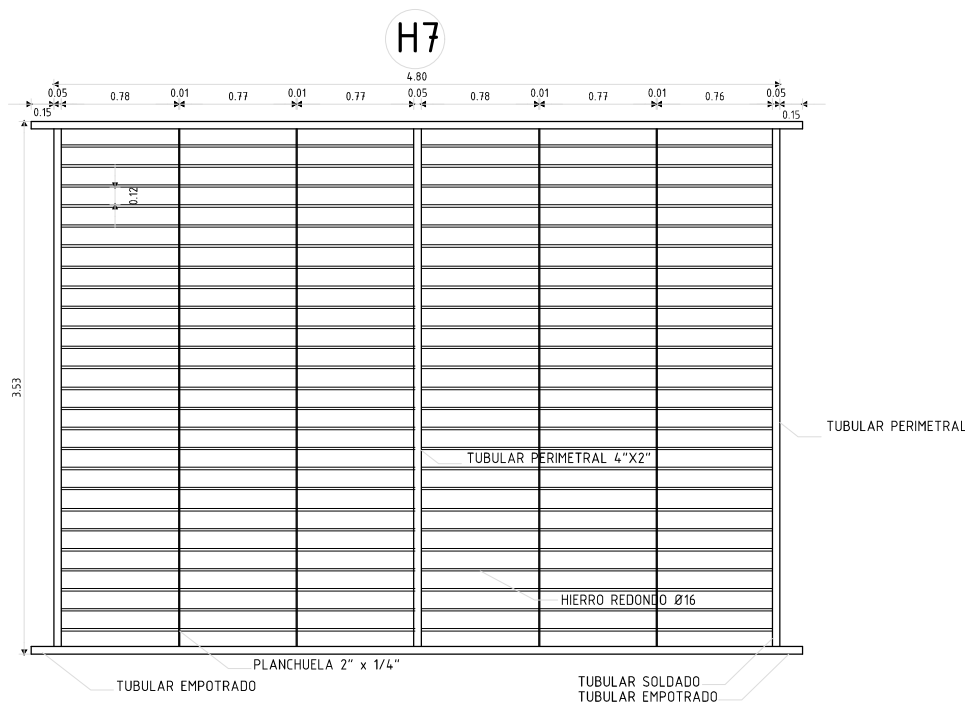 H7
4.80
0.05 0.78 0.01 0.77 0.01 0.77 0.05 0.78 0.01 0.77 0.01 0.76 0.05
0.15 0.15
0.12
3.53
TUBULAR PERIMETRAL
TUBULAR PERIMETRAL 4"X2"
HIERRO REDONDO Ø16
PLANCHUELA 2" x 1/4"
TUBULAR EMPOTRADO
TUBULAR SOLDADO
TUBULAR EMPOTRADO